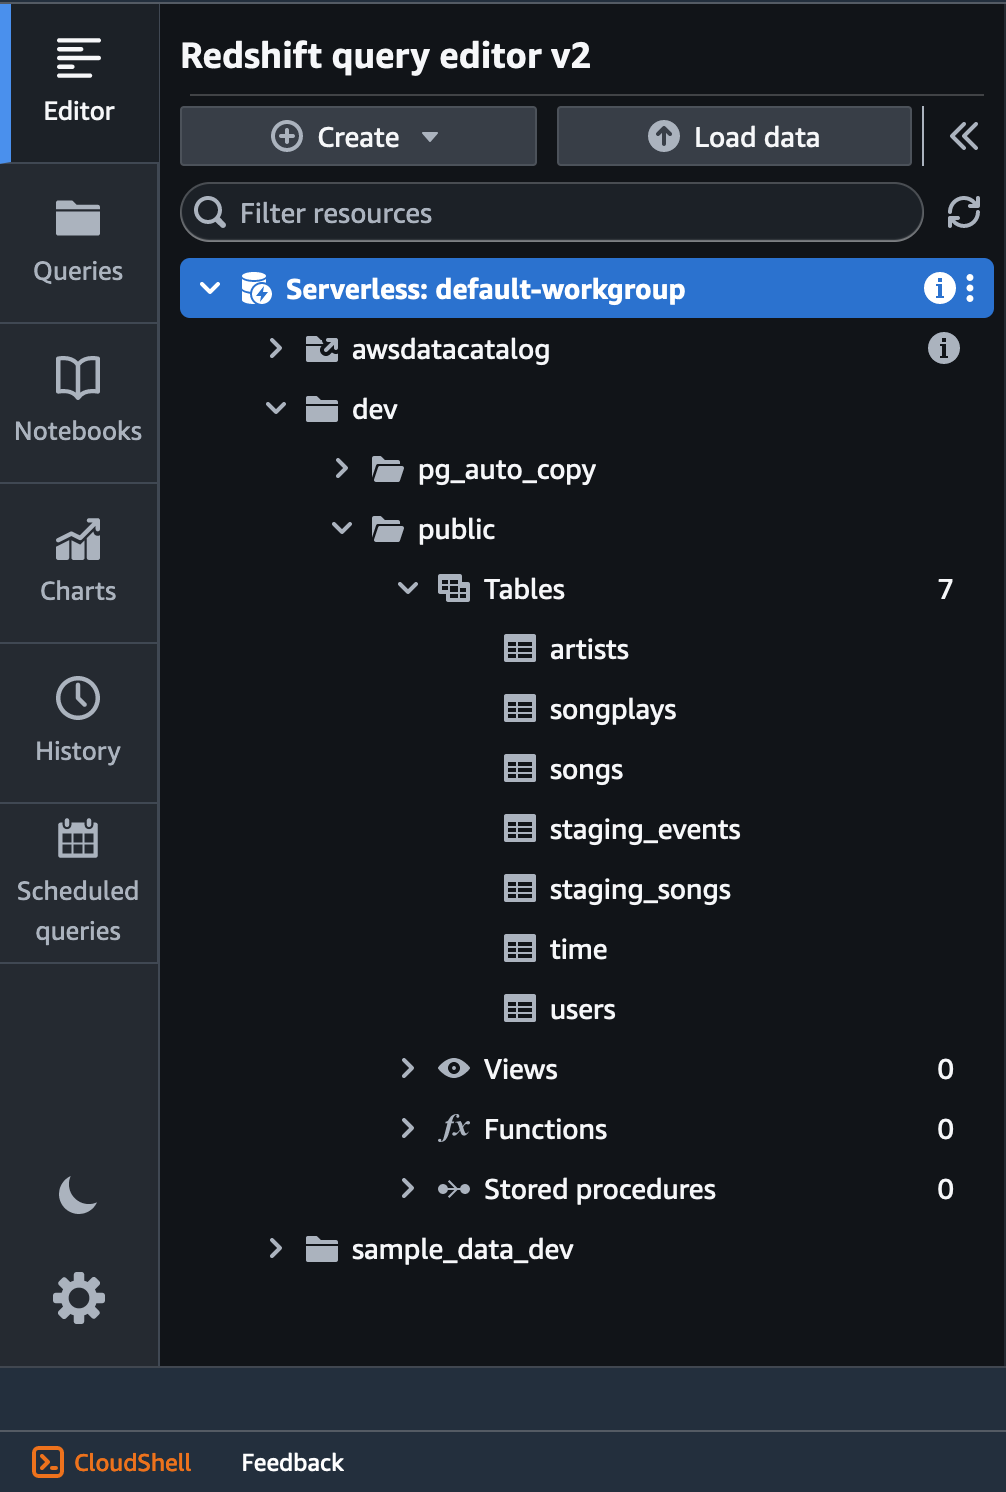 Redshift query editor v2
Editor
Create
Load data
Filter resources
Queries
Serverless: default-workgroup
awsdatacatalog
dev
Notebooks
pg_auto_copy
public
Charts
Tables 7
artists
songplays
History
songs
staging_events
Scheduled
queries
staging_songs
time
users
Views 0
fx Functions 0
Stored procedures 0
sample_data_dev
CloudShell Feedback